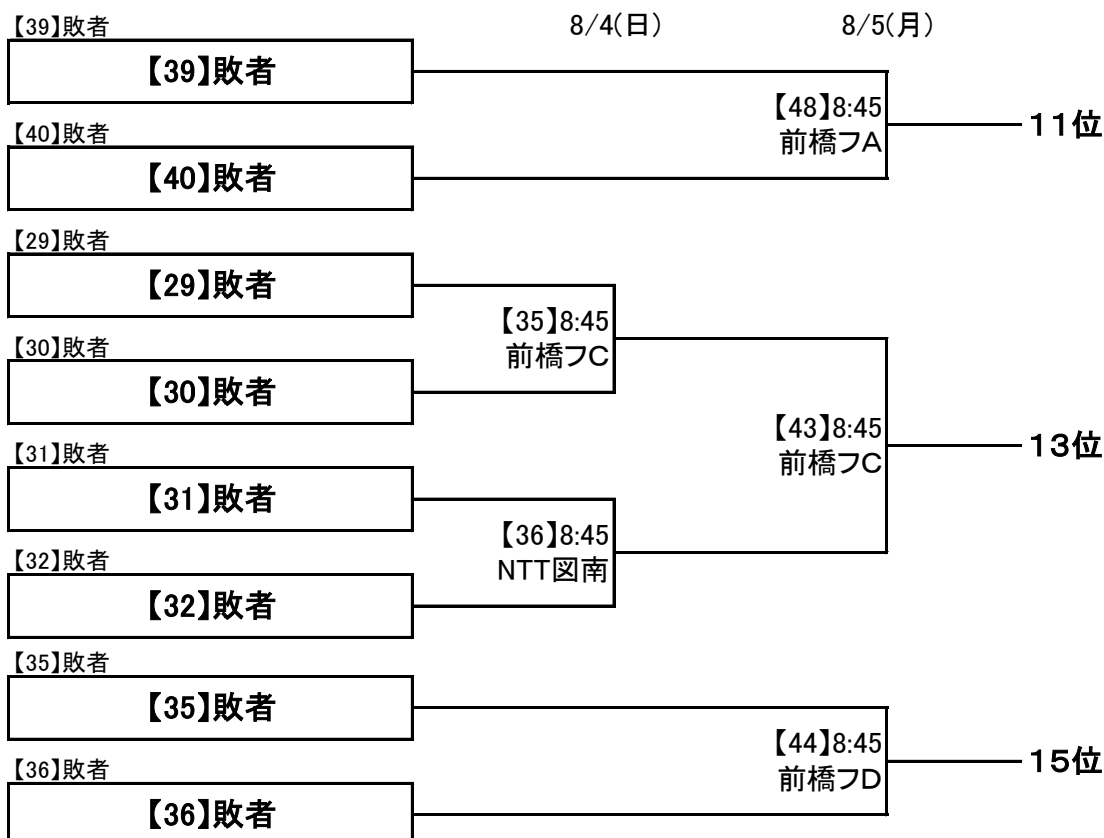 【39】敗者
8/4(日)
8/5(月)
【39】敗者
【48】8:45
前橋フA
11位
【40】敗者
【40】敗者
【29】敗者
【29】敗者
【35】8:45
前橋フC
【30】敗者
【30】敗者
【43】8:45
前橋フC
13位
【31】敗者
【31】敗者
【36】8:45
NTT図南
【32】敗者
【32】敗者
【35】敗者
【35】敗者
【44】8:45
前橋フD
15位
【36】敗者
【36】敗者